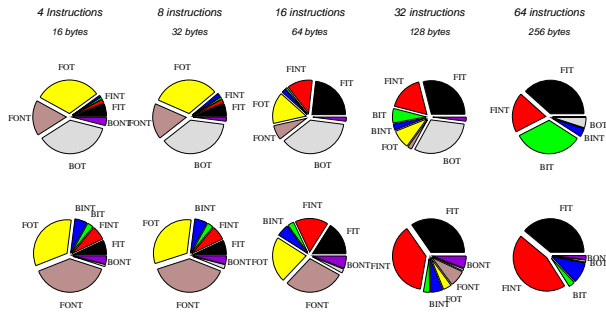 4 Instructions 8 instructions 16 instructions 32 instructions 64 instructions
16 bytes 32 bytes 64 bytes 128 bytes 256 bytes
FOT
FINT
FIT
BONT
BOT
FONT
FOT
FINT
FIT
BONT
BOT
FONT
FINT
FIT
FOT
FONT
BOT
FINT
FIT
BIT
BINT
FOT
BOT
FIT
FINT
BOT
BINT
BIT
FOT
BINT
BIT
FINT
FIT
BONT
FONT
FOT
BINT
FINT
FIT
BONT
FONT
FINT
BINT
FIT
FOT
BONT
FONT
FIT
FINT
BONT
FONT
FOT
BINT
FIT
FINT
BON
BOT
BIT